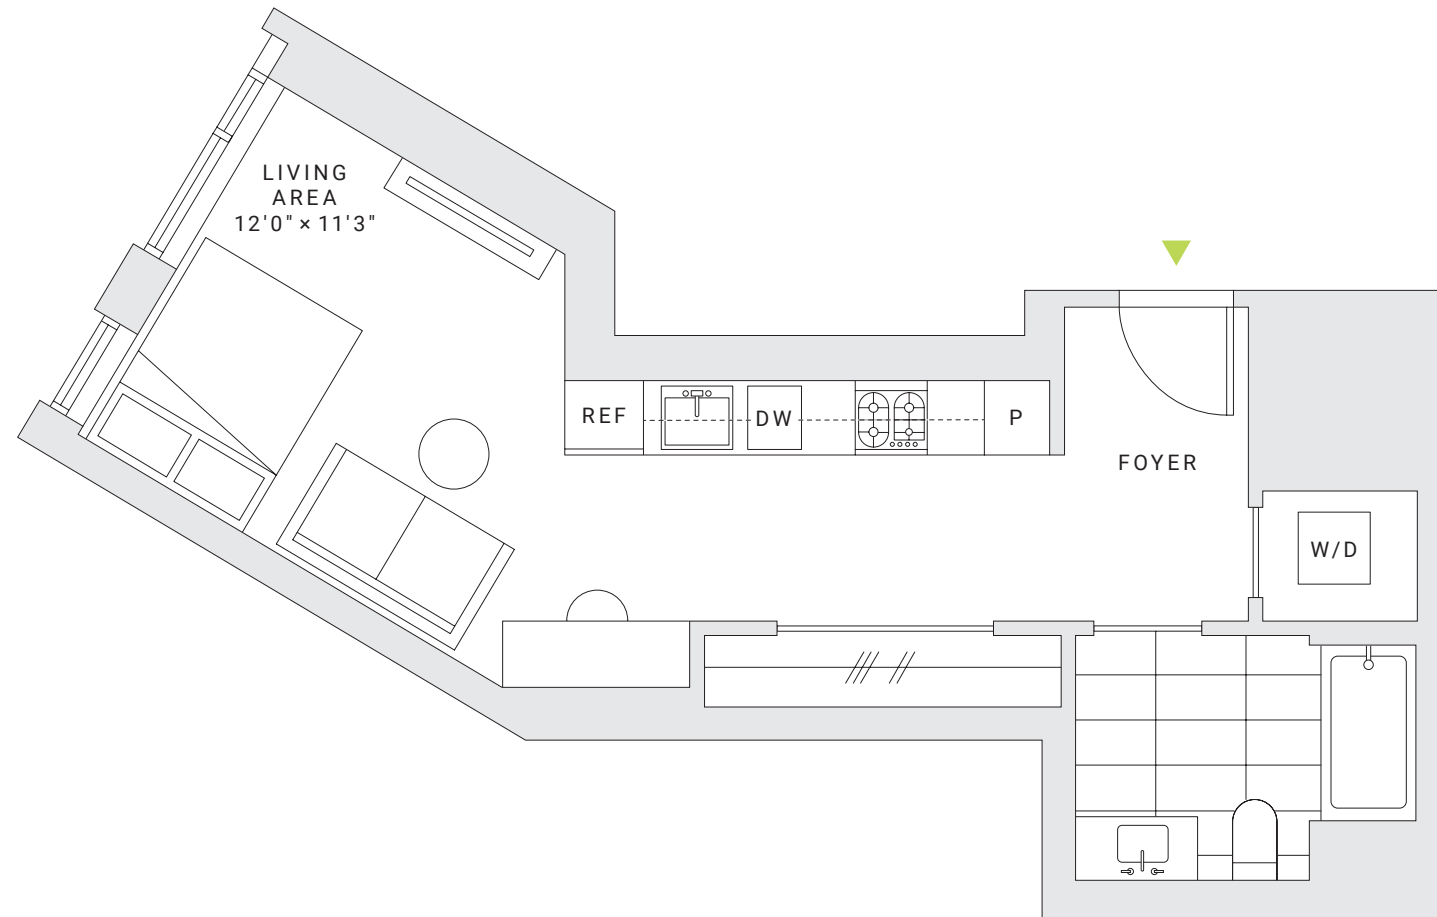 LIVING
AREA
12'0" × 11'3"
REF
DW
P
FOYER
W/D